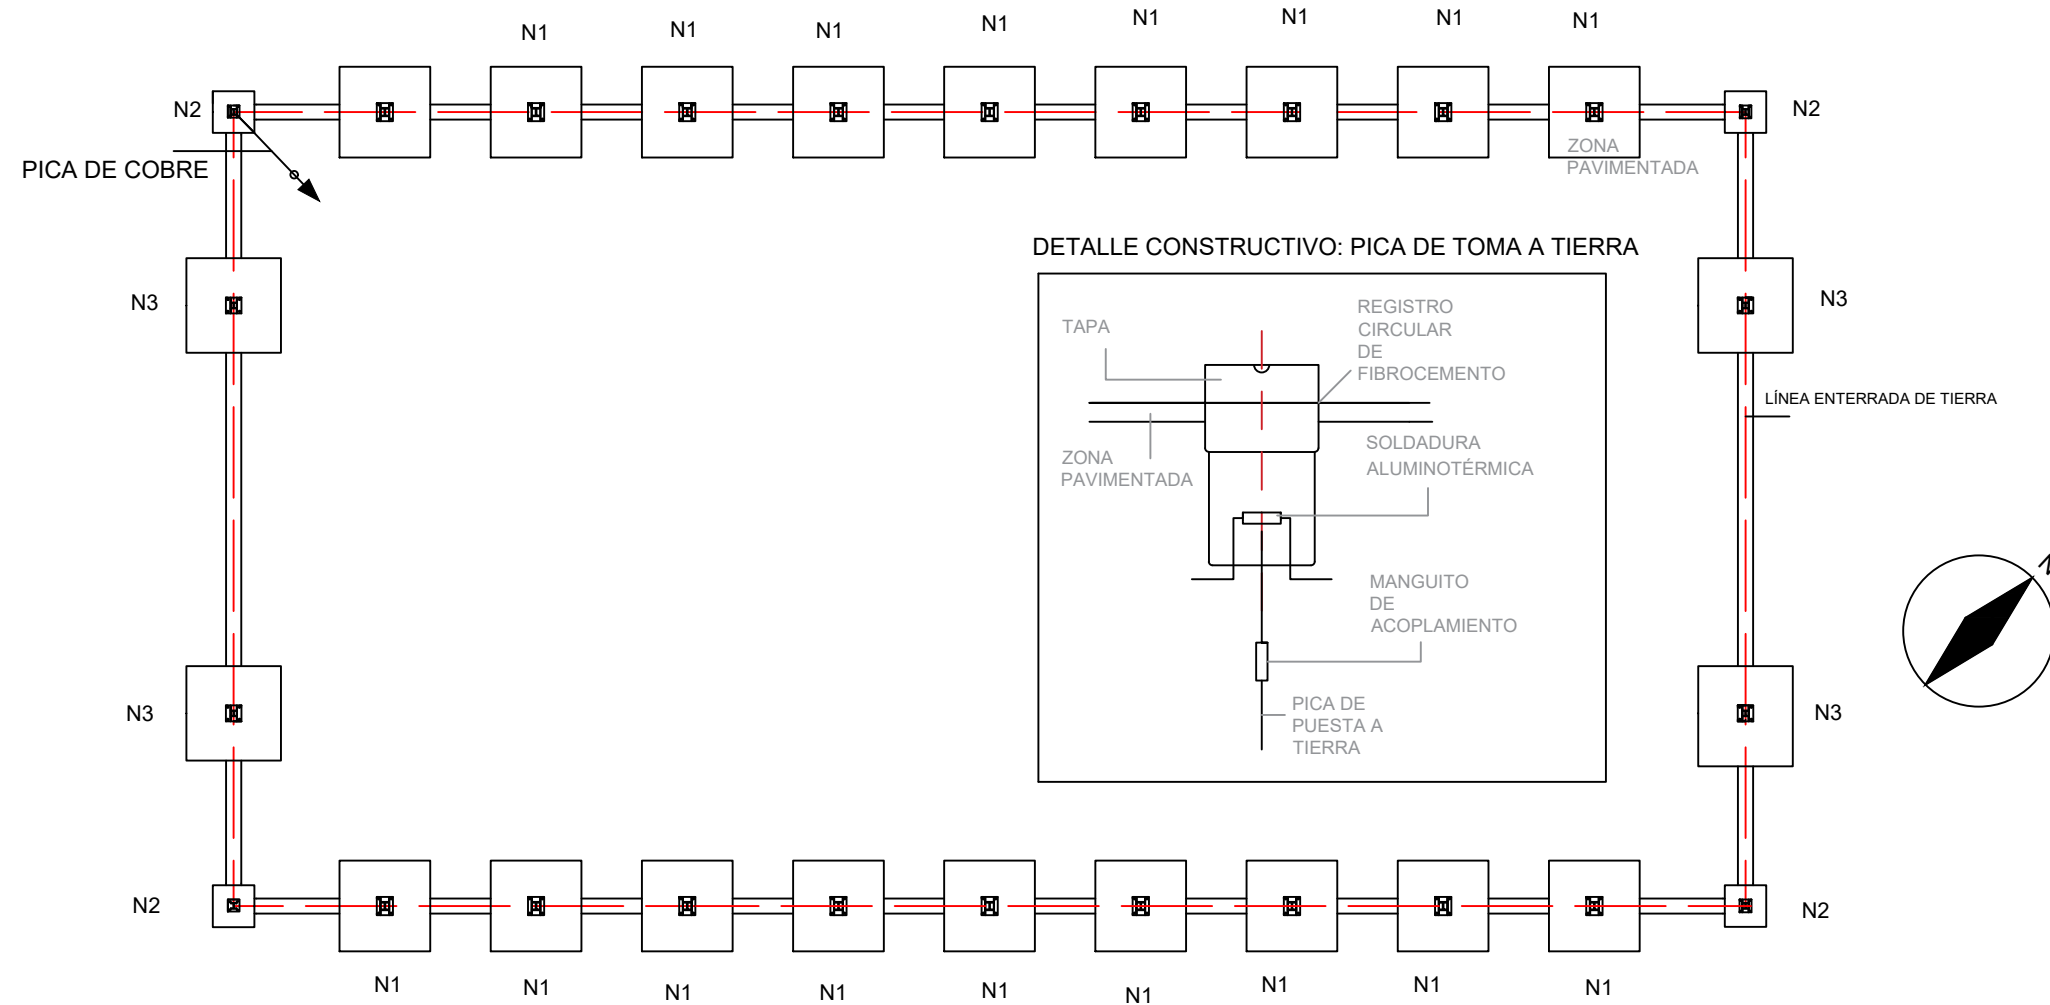 N1 N1 N1 N1 N1 N1 N1 N1
N2
N2
PICA DE COBRE
ZONA
PAVIMENTADA
DETALLE CONSTRUCTIVO: PICA DE TOMA A TIERRA
N3
N3
TAPA
REGISTRO
CIRCULAR
DE
FIBROCEMENTO
LÍNEA ENTERRADA DE TIERRA
SOLDADURA
ALUMINOTÉRMICA
ZONA
PAVIMENTADA
MANGUITO
DE
ACOPLAMIENTO
N
PICA DE
PUESTA A
TIERRA
N3
N3
N2
N2
N1 N1 N1 N1 N1 N1 N1 N1 N1